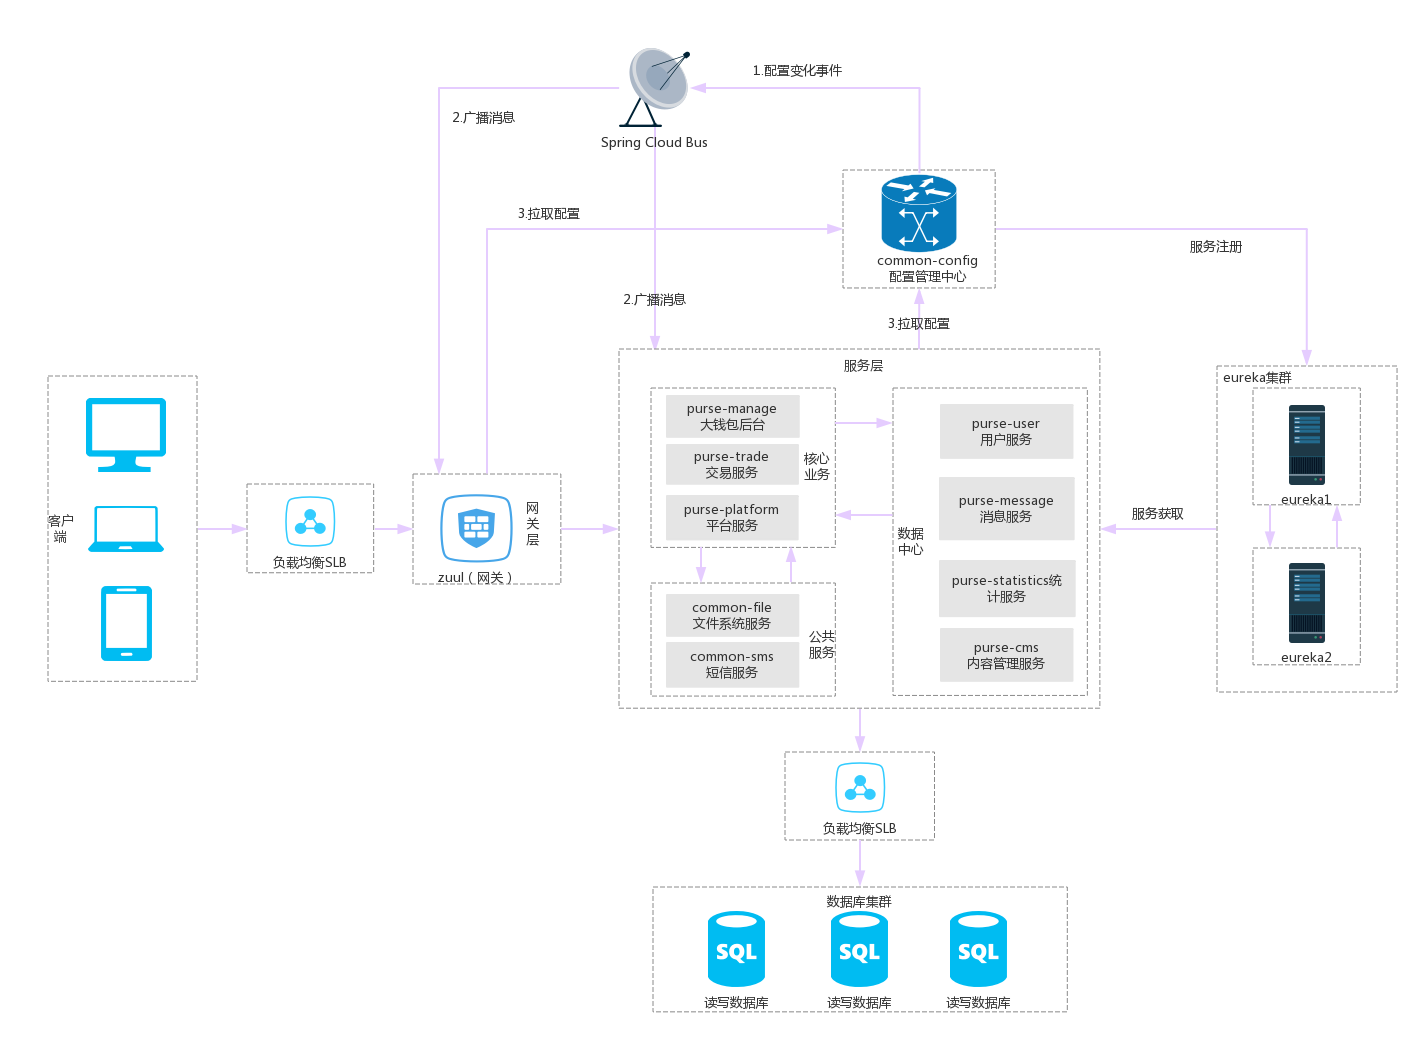 1.配置变化事件
2.广播消息
Spring Cloud Bus
3.拉取配置
服务注册
common-config
配置管理中心
2.广播消息
3.拉取配置
服务层
eureka集群
purse-manage
大钱包后台
purse-trade
交易服务
核心
业务
purse-platform
平台服务
purse-user
用户服务
purse-message
消息服务
数据
中心
purse-statistics统
计服务
purse-cms
内容管理服务
common-file
文件系统服务
公共
服务
common-sms
短信服务
服务获取
eureka1
eureka2
客户
端
负载均衡SLB
网
关
层
zuul（网关）
负载均衡SLB
数据库集群
SQL
SQL
SQL
读写数据库
读写数据库
读写数据库